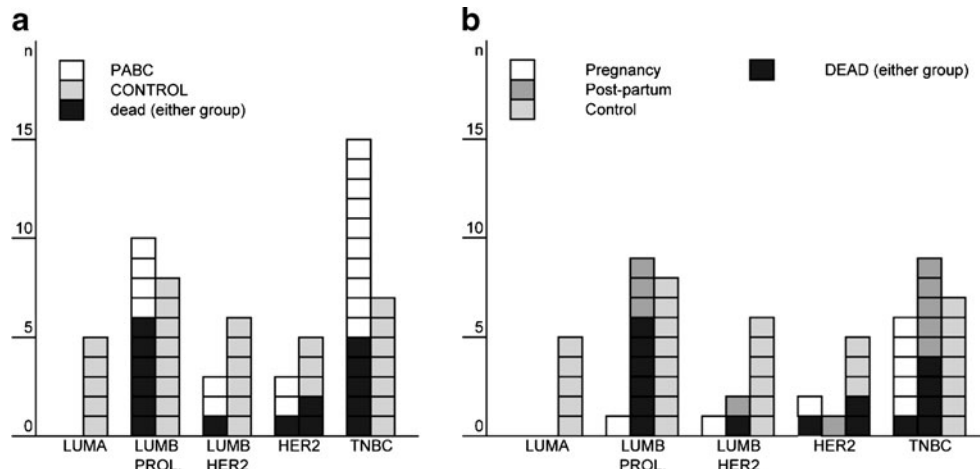 a
n
PABC
CONTROL
dead (either group)
15
10
5
0
LUMA
LUMB
PROL.
LUMB
HER2
HER2
TNBC
b
n
Pregnancy
Post-partum
Control
DEAD (either group)
15
10
5
0
LUMA
LUMB
PROL.
LUMB
HER2
HER2
TNBC